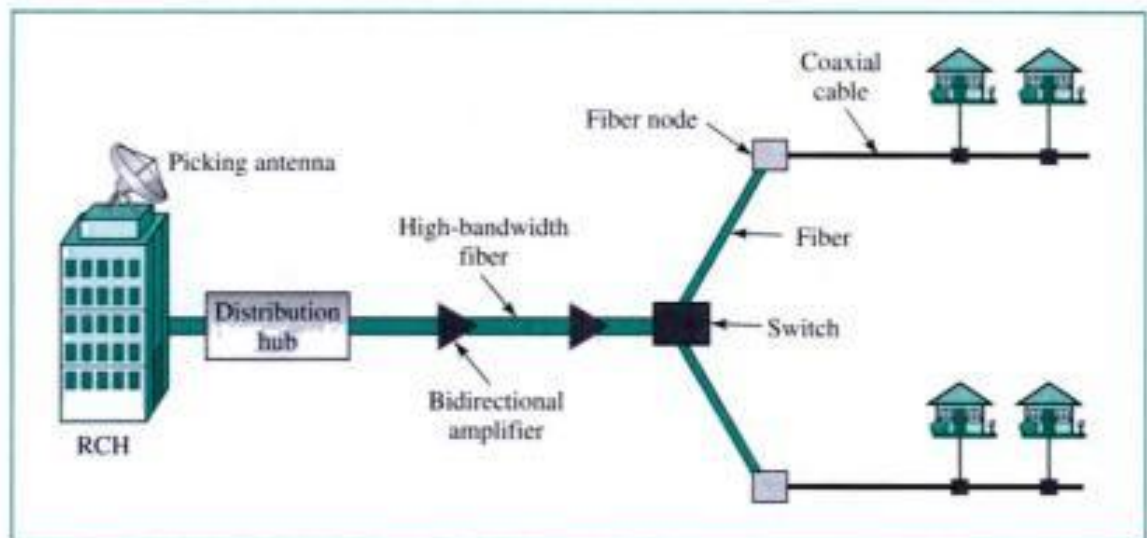 Coaxial
cable
Fiber node
Picking antenna
High-bandwidth
fiber
Fiber
Distribution
hub
Switch
Bidirectional
amplifier
RCH